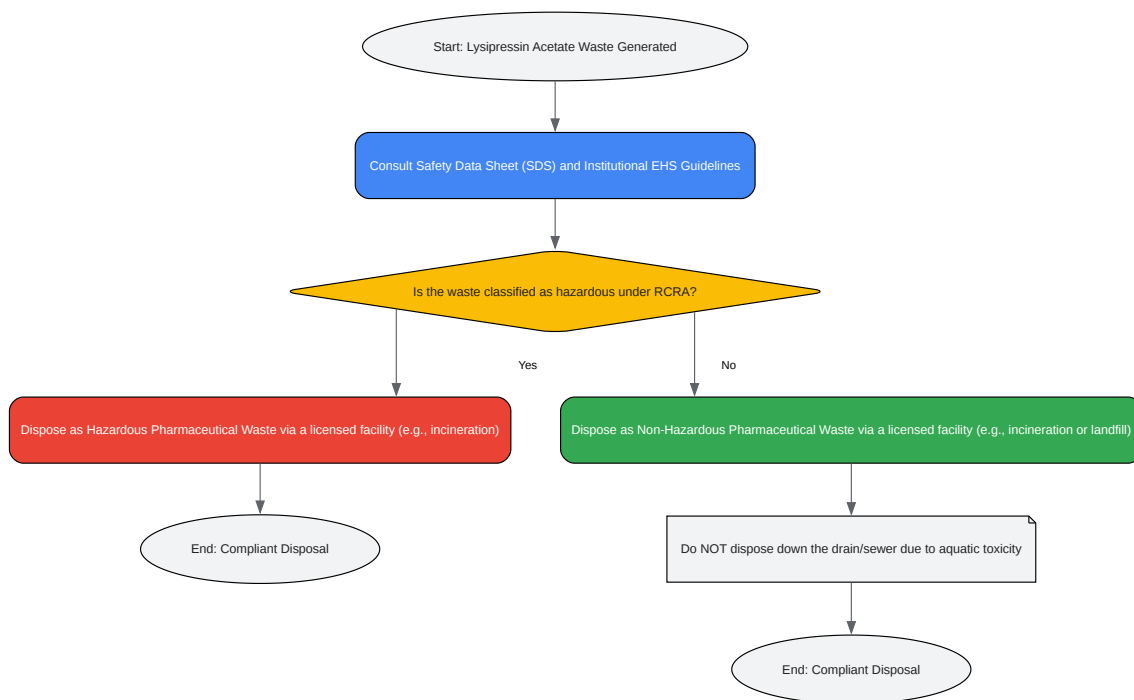 Start: Lysipressin Acetate Waste Generated
Consult Safety Data Sheet (SDS) and Institutional EHS Guidelines
Is the waste classified as hazardous under RCRA?
Yes
No
Dispose as Hazardous Pharmaceutical Waste via a licensed facility (e.g., incineration)
Dispose as Non-Hazardous Pharmaceutical Waste via a licensed facility (e.g., incineration or landfill)
End: Compliant Disposal
Do NOT dispose down the drain/sewer due to aquatic toxicity
End: Compliant Disposal